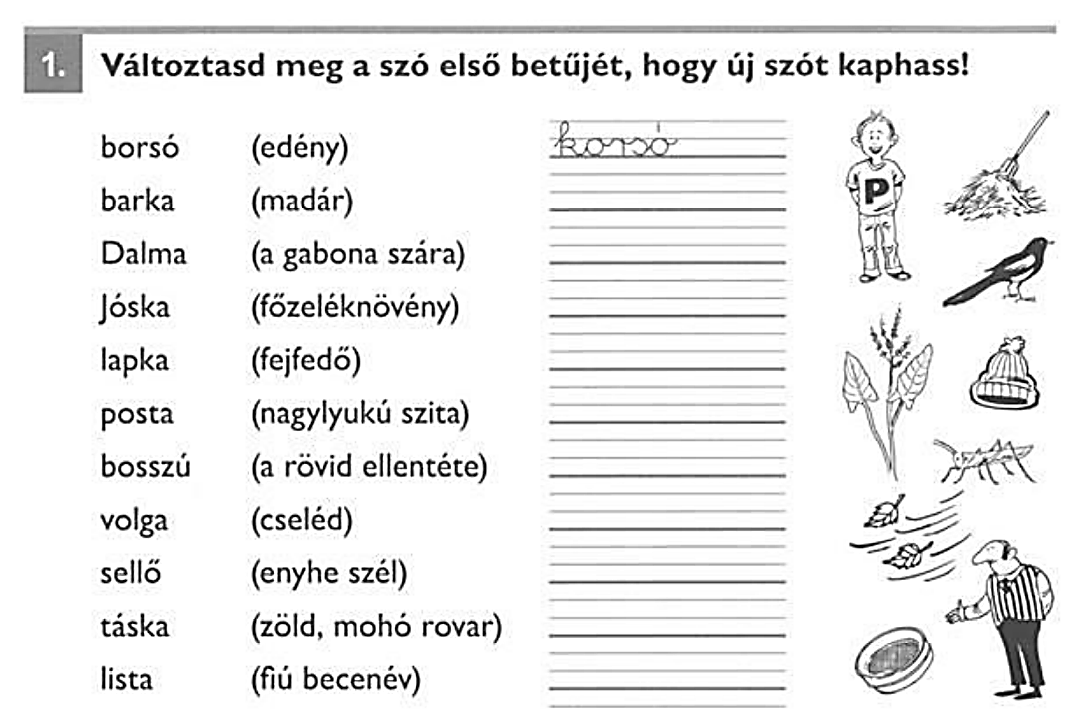 1. Változtasd meg a szó első betűjét, hogy új szót kaphass!
borsó (edény) korsó
barka (madár)
Dalma (a gabona szára)
Jóska (főzeléknövény)
lapka (fejfedő)
posta (nagylyukú szita)
bosszú (a rövid ellentéte)
volga (cseléd)
sellő (enyhe szél)
táska (zöld, mohó rovar)
lista (fiú becenév)
P